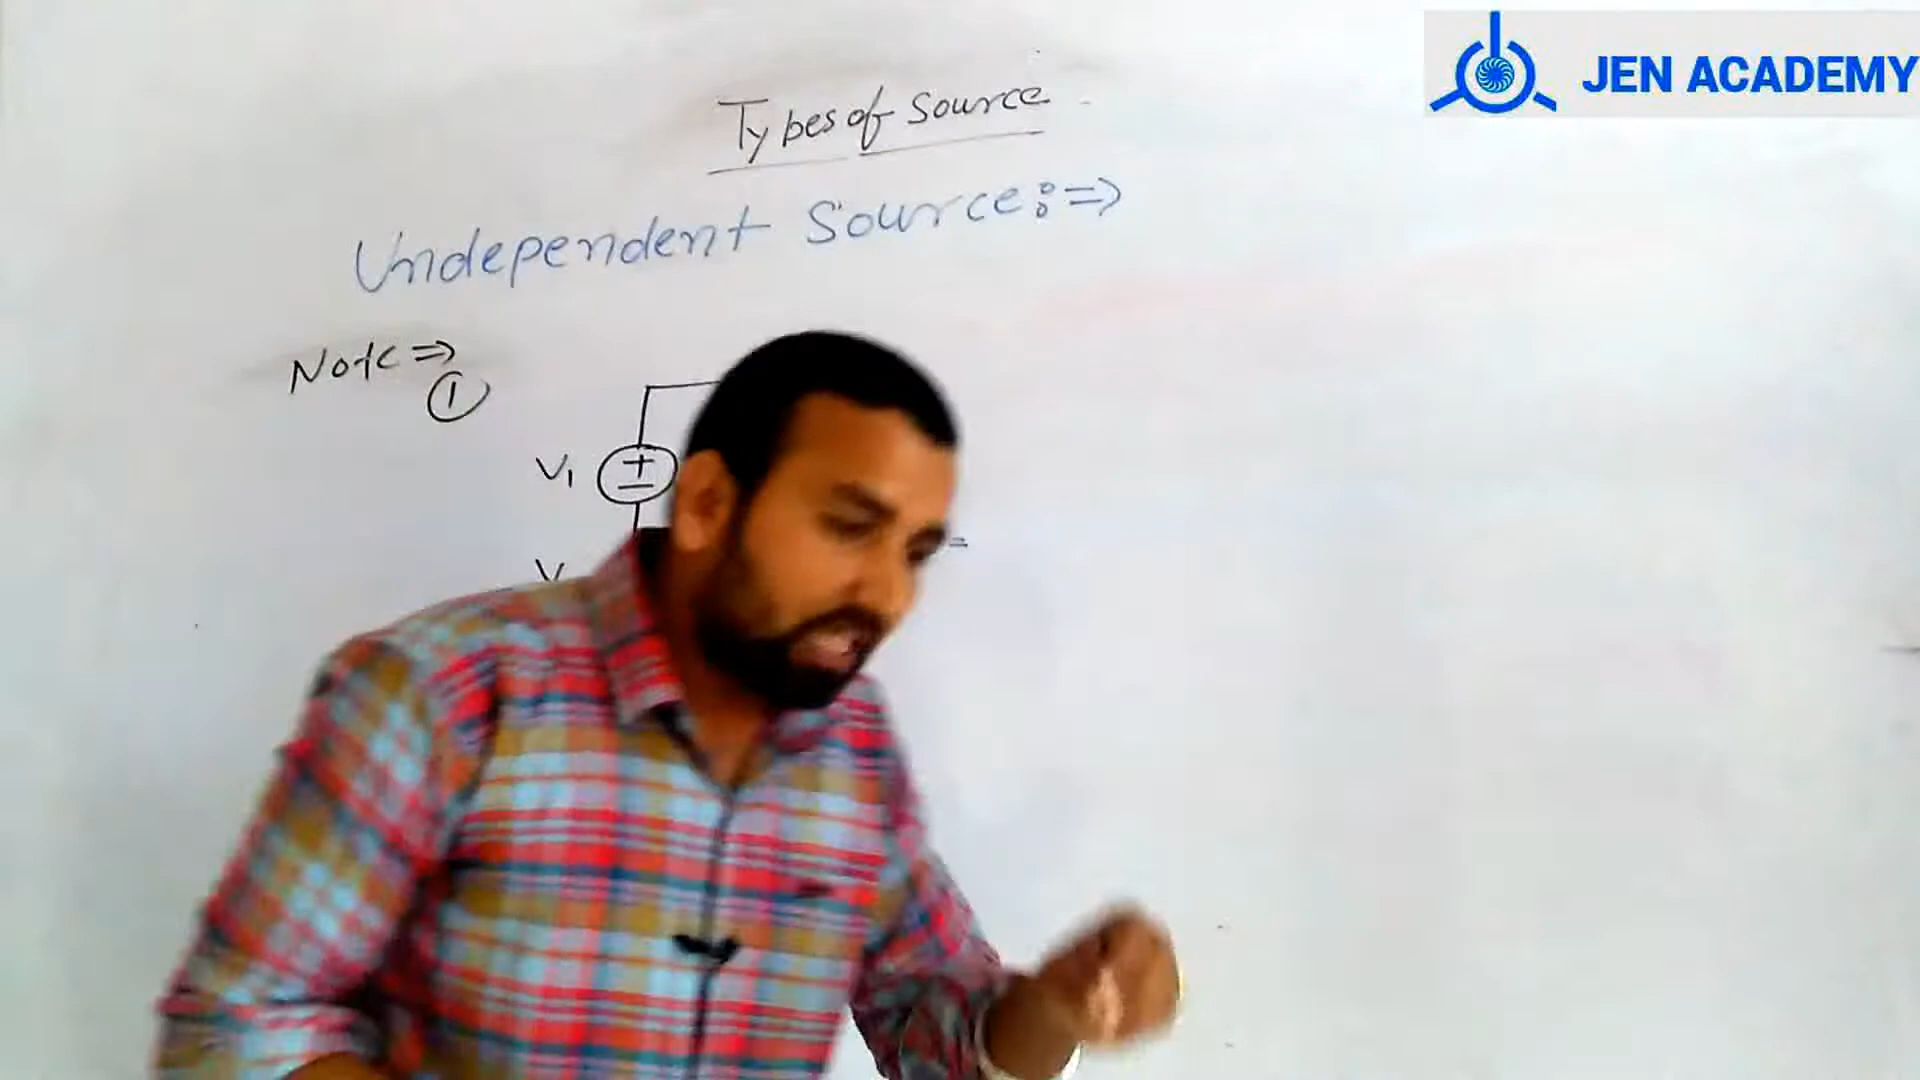 JEN ACADEMY
Types of Source
Independent Source :⇒
Note ⇒
①
V₁
+
−
V
=